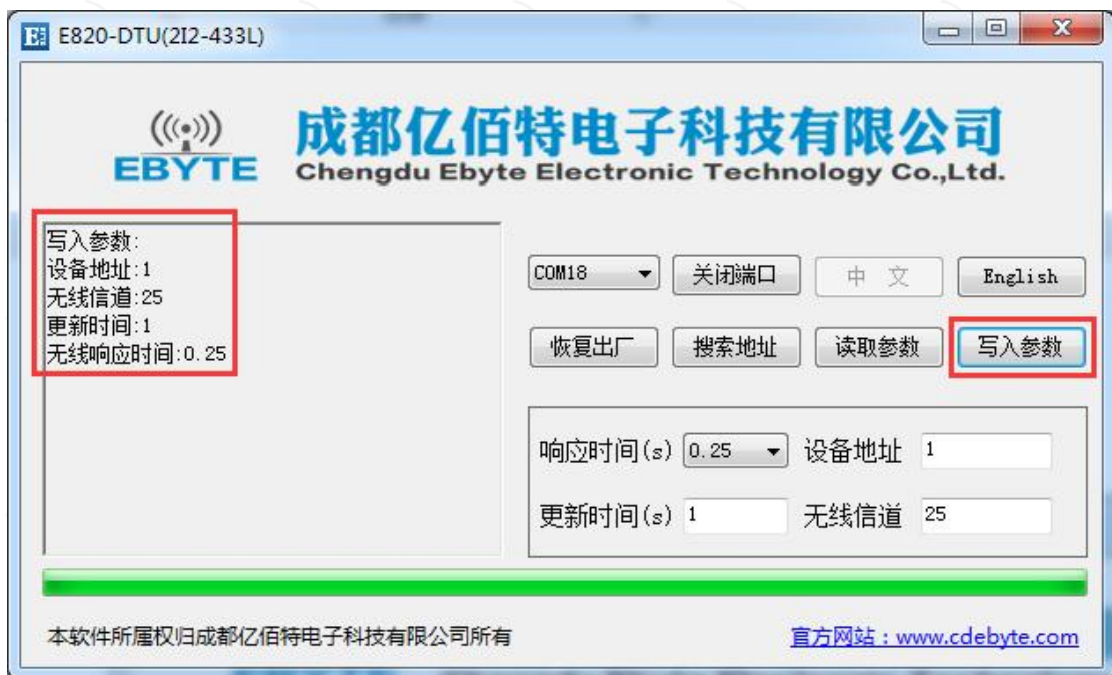 E820-DTU(2I2-433L)
EBYTE
成都亿佰特电子科技有限公司
Chengdu Ebyte Electronic Technology Co.,Ltd.
写入参数:
设备地址:1
无线信道:25
更新时间:1
无线响应时间:0.25
COM18 关闭端口 中 文 English
恢复出厂 搜索地址 读取参数 写入参数
响应时间(s) 0.25 设备地址 1
更新时间(s) 1 无线信道 25
本软件所属权归成都亿佰特电子科技有限公司所有 官方网站：www.cdebyte.com